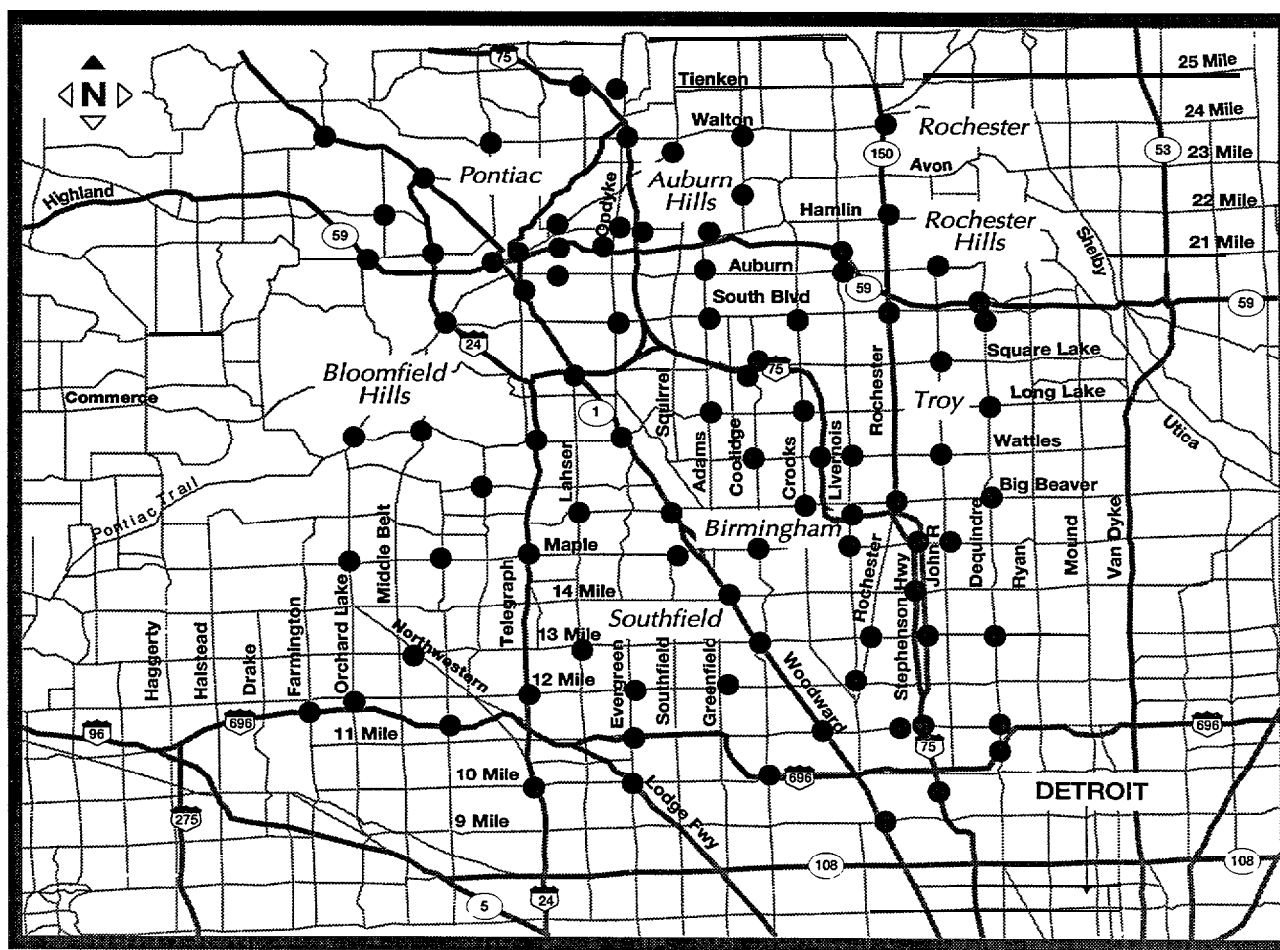 75
25 Mile
Tienken
N
24 Mile
Walton
Rochester
53
150
23 Mile
Avon
Pontiac
Auburn
Hills
Highland
22 Mile
Hamlin
Opdyke
Rochester
Hills
59
21 Mile
Shelby
Auburn
59
South Blvd
59
24
Square Lake
Bloomfield
Hills
75
Commerce
Long Lake
Troy
1
Squirrel
Rochester
Wattles
Utica
Adams
Coolidge
Crooks
Livernois
Lahser
Big Beaver
Pontiac Trail
Birmingham
Middle Belt
Maple
Rochester
Stephenson Hwy
John R
Dequindre
Ryan
Mound
Van Dyke
14 Mile
Southfield
Telegraph
13 Mile
Northwestern
Haggerty
Halstead
Drake
Farmington
Orchard Lake
12 Mile
Evergreen
Southfield
Greenfield
Woodward
696
96
11 Mile
696
75
10 Mile
696
DETROIT
Lodge Fwy
275
9 Mile
108
108
24
5